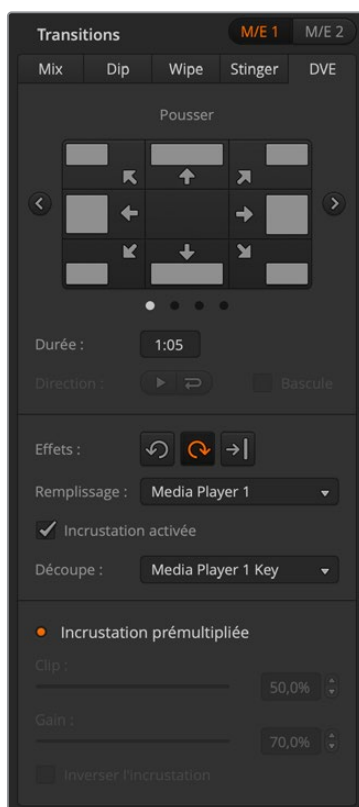 Transitions M/E 1 M/E 2
Mix Dip Wipe Stinger DVE
Pousser
Durée : 1:05
Direction : Bascule
Effets :
Remplissage : Media Player 1
Incrustation activée
Découpe : Media Player 1 Key
Incrustation prémultipliée
Clip :
50,0%
Gain :
70,0%
Inverser l'incrustation